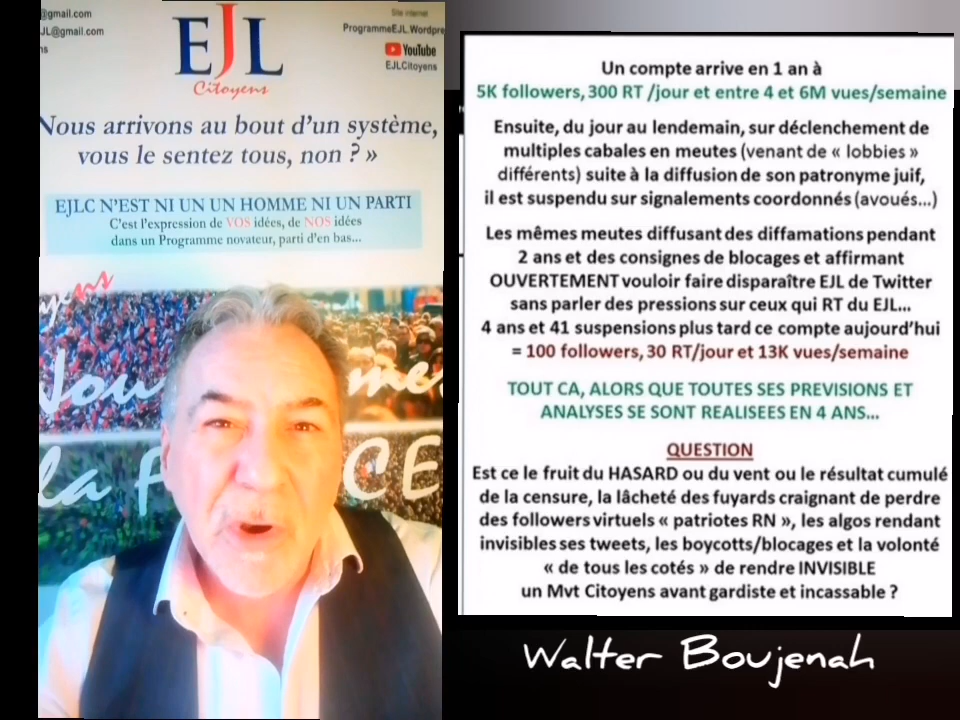 @gmail.com
JL@gmail.com
ns
EJL
Citoyens
Site internet
ProgrammeEJL.Wordpre
YouTube
EJLCitoyens
Nous arrivons au bout d'un système,
vous le sentez tous, non ? »
EJLC N'EST NI UN UN HOMME NI UN PARTI
C'est l'expression de VOS idées, de NOS idées
dans un Programme novateur, parti d'en bas...
yens
Nou me
la F CE
Un compte arrive en 1 an à
5K followers, 300 RT /jour et entre 4 et 6M vues/semaine
Ensuite, du jour au lendemain, sur déclenchement de
multiples cabales en meutes (venant de « lobbies »
différents) suite à la diffusion de son patronyme juif,
il est suspendu sur signalements coordonnés (avoués...)
Les mêmes meutes diffusant des diffamations pendant
2 ans et des consignes de blocages et affirmant
OUVERTEMENT vouloir faire disparaître EJL de Twitter
sans parler des pressions sur ceux qui RT du EJL...
4 ans et 41 suspensions plus tard ce compte aujourd'hui
= 100 followers, 30 RT/jour et 13K vues/semaine
TOUT CA, ALORS QUE TOUTES SES PREVISIONS ET
ANALYSES SE SONT REALISEES EN 4 ANS...
QUESTION
Est ce le fruit du HASARD ou du vent ou le résultat cumulé
de la censure, la lâcheté des fuyards craignant de perdre
des followers virtuels « patriotes RN », les algos rendant
invisibles ses tweets, les boycotts/blocages et la volonté
« de tous les cotés » de rendre INVISIBLE
un Mvt Citoyens avant gardiste et incassable ?
Walter Boujenah